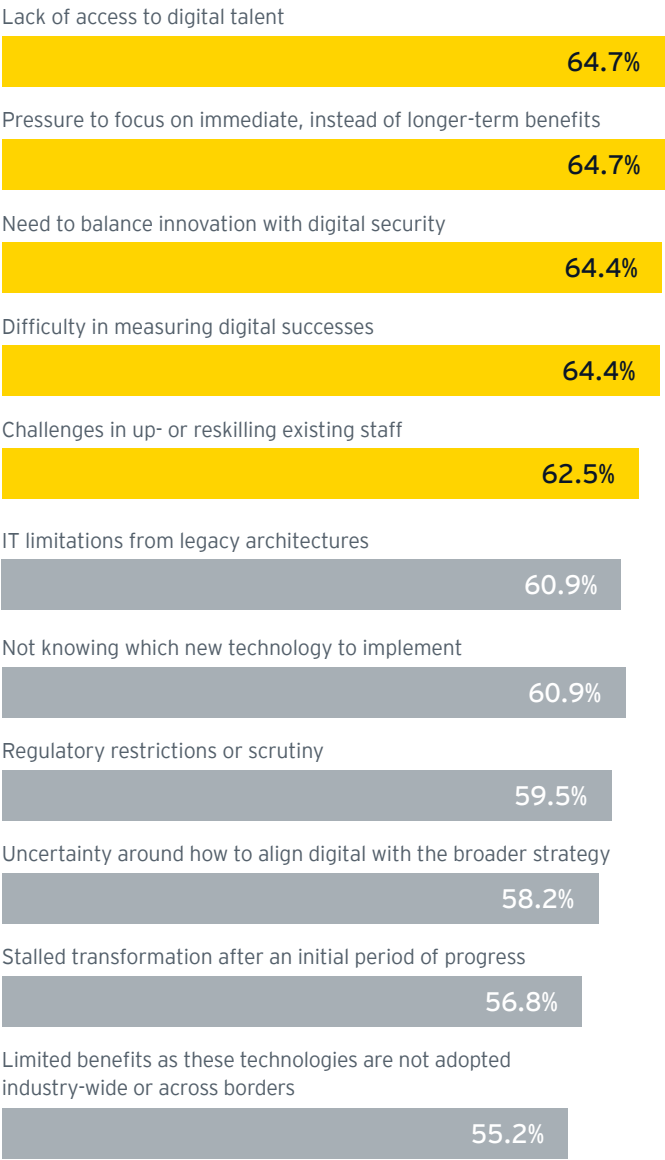 Lack of access to digital talent
64.7%
Pressure to focus on immediate, instead of longer-term benefits
64.7%
Need to balance innovation with digital security
64.4%
Difficulty in measuring digital successes
64.4%
Challenges in up- or reskilling existing staff
62.5%
IT limitations from legacy architectures
60.9%
Not knowing which new technology to implement
60.9%
Regulatory restrictions or scrutiny
59.5%
Uncertainty around how to align digital with the broader strategy
58.2%
Stalled transformation after an initial period of progress
56.8%
Limited benefits as these technologies are not adopted
industry-wide or across borders
55.2%